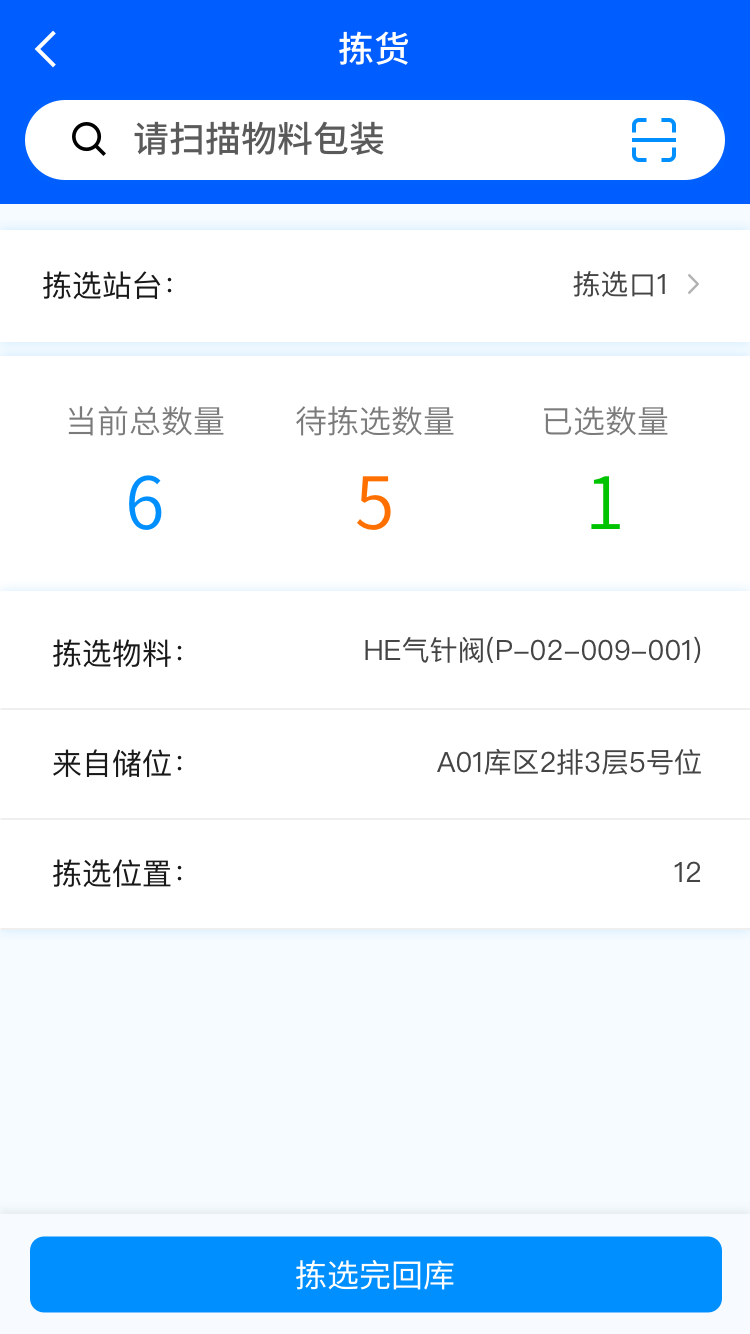 拣货
请扫描物料包装
拣选站台： 拣选口1
当前总数量 待拣选数量 已选数量
6 5 1
拣选物料： HE气针阀(P-02-009-001)
来自储位： A01库区2排3层5号位
拣选位置： 12
拣选完回库